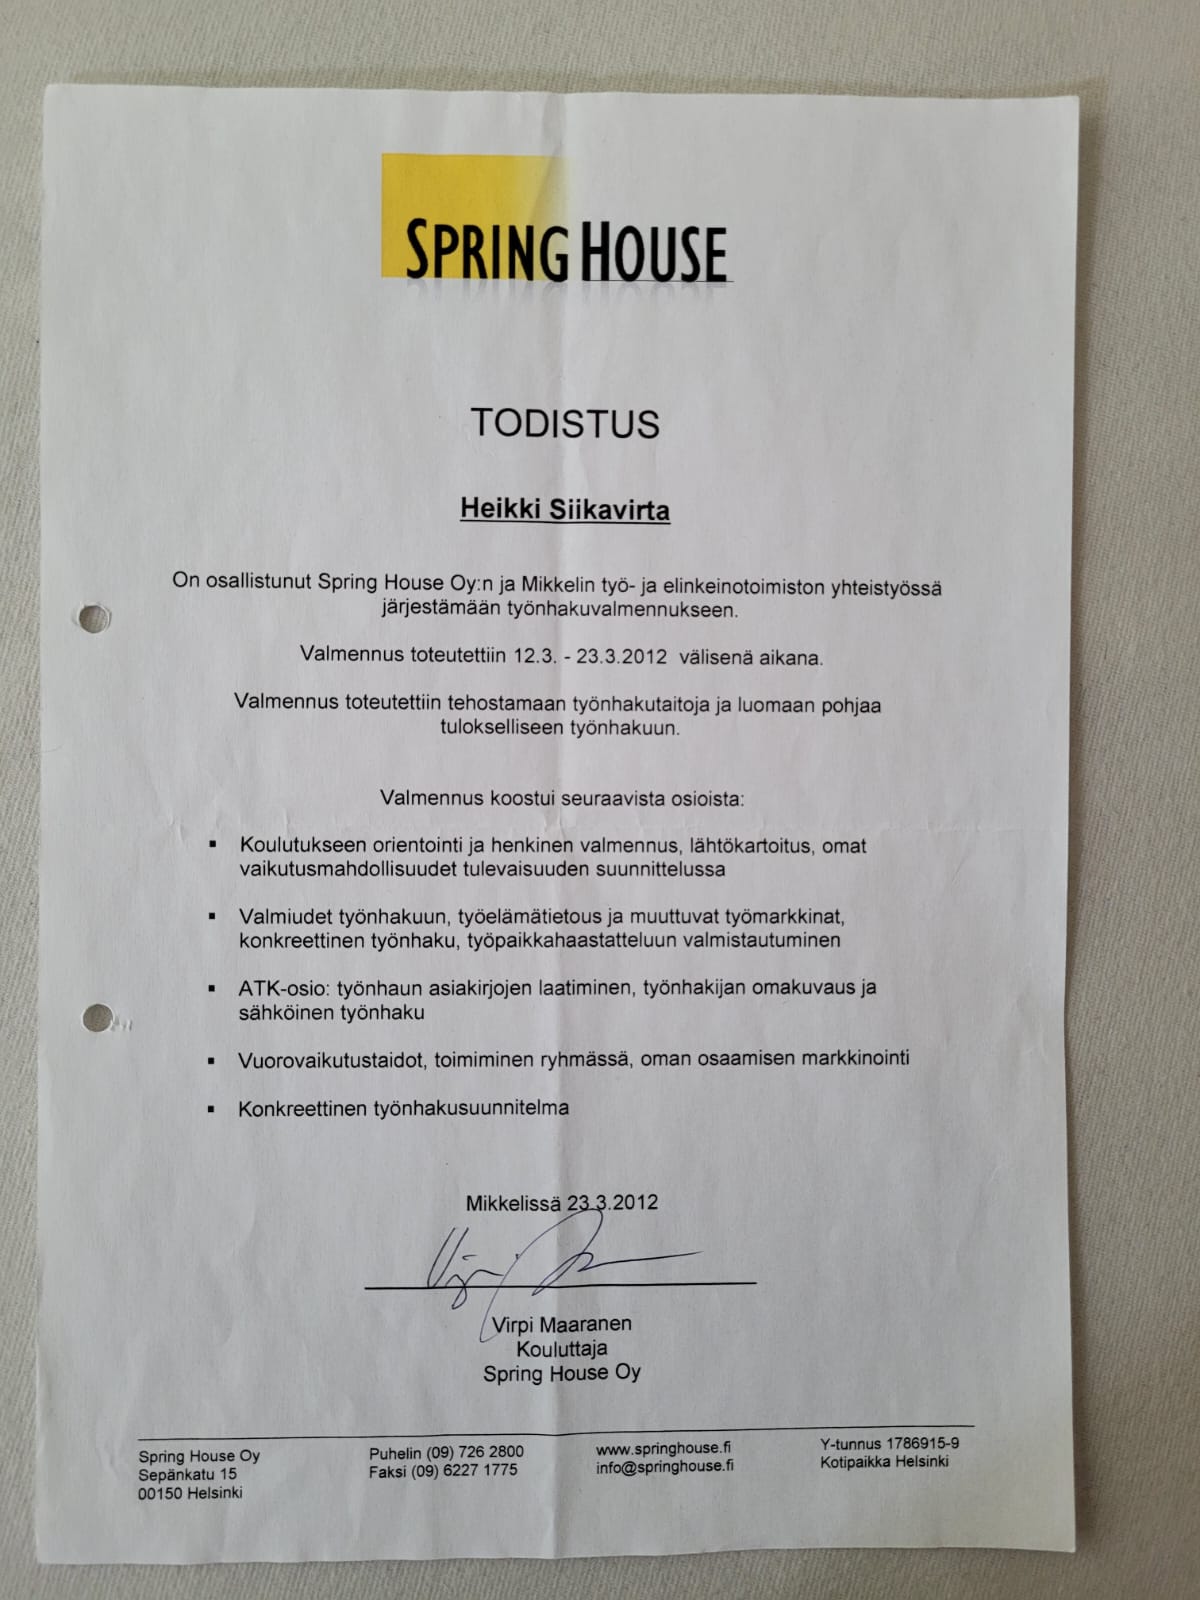 SPRING HOUSE
TODISTUS
Heikki Siikavirta
On osallistunut Spring House Oy:n ja Mikkelin työ- ja elinkeinotoimiston yhteistyössä
järjestämään työnhakuvalmennukseen.
Valmennus toteutettiin 12.3. - 23.3.2012 välisenä aikana.
Valmennus toteutettiin tehostamaan työnhakutaitoja ja luomaan pohjaa
tulokselliseen työnhakuun.
Valmennus koostui seuraavista osioista:
▪ Koulutukseen orientointi ja henkinen valmennus, lähtökartoitus, omat
vaikutusmahdollisuudet tulevaisuuden suunnittelussa
▪ Valmiudet työnhakuun, työelämätietous ja muuttuvat työmarkkinat,
konkreettinen työnhaku, työpaikkahaastatteluun valmistautuminen
▪ ATK-osio: työnhaun asiakirjojen laatiminen, työnhakijan omakuvaus ja
sähköinen työnhaku
▪ Vuorovaikutustaidot, toimiminen ryhmässä, oman osaamisen markkinointi
▪ Konkreettinen työnhakusuunnitelma
Mikkelissä 23.3.2012
Virpi Maaranen
Kouluttaja
Spring House Oy
Spring House Oy
Sepänkatu 15
00150 Helsinki
Puhelin (09) 726 2800
Faksi (09) 6227 1775
www.springhouse.fi
info@springhouse.fi
Y-tunnus 1786915-9
Kotipaikka Helsinki